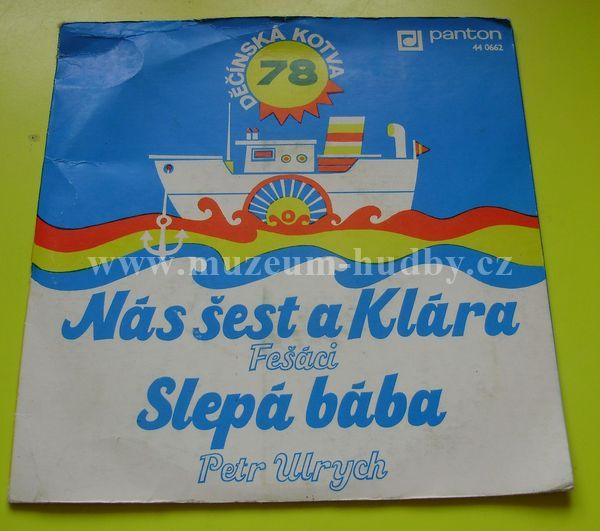 DĚČÍNSKÁ KOTVA
78
panton
44 0662
www.muzeum-hudby.cz
Nás šest a Klára
Fešáci
Slepá bába
Petr Ulrych